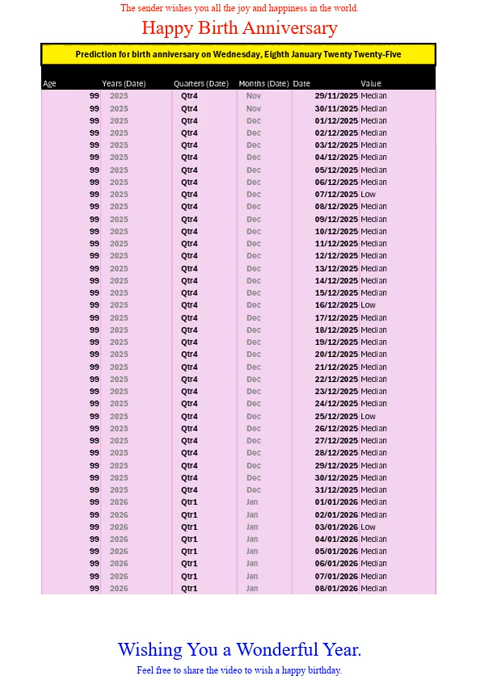 The sender wishes you all the joy and happiness in the world.
Happy Birth Anniversary
Prediction for birth anniversary on Wednesday, Eighth January Twenty Twenty-Five
Age Years (Date) Quarters (Date) Months (Date) Date Value
99 2025 Qtr4 Nov 29/11/2025 Median
99 2025 Qtr4 Nov 30/11/2025 Median
99 2025 Qtr4 Dec 01/12/2025 Median
99 2025 Qtr4 Dec 02/12/2025 Median
99 2025 Qtr4 Dec 03/12/2025 Median
99 2025 Qtr4 Dec 04/12/2025 Median
99 2025 Qtr4 Dec 05/12/2025 Median
99 2025 Qtr4 Dec 06/12/2025 Median
99 2025 Qtr4 Dec 07/12/2025 Low
99 2025 Qtr4 Dec 08/12/2025 Median
99 2025 Qtr4 Dec 09/12/2025 Median
99 2025 Qtr4 Dec 10/12/2025 Median
99 2025 Qtr4 Dec 11/12/2025 Median
99 2025 Qtr4 Dec 12/12/2025 Median
99 2025 Qtr4 Dec 13/12/2025 Median
99 2025 Qtr4 Dec 14/12/2025 Median
99 2025 Qtr4 Dec 15/12/2025 Median
99 2025 Qtr4 Dec 16/12/2025 Low
99 2025 Qtr4 Dec 17/12/2025 Median
99 2025 Qtr4 Dec 18/12/2025 Median
99 2025 Qtr4 Dec 19/12/2025 Median
99 2025 Qtr4 Dec 20/12/2025 Median
99 2025 Qtr4 Dec 21/12/2025 Median
99 2025 Qtr4 Dec 22/12/2025 Median
99 2025 Qtr4 Dec 23/12/2025 Median
99 2025 Qtr4 Dec 24/12/2025 Median
99 2025 Qtr4 Dec 25/12/2025 Low
99 2025 Qtr4 Dec 26/12/2025 Median
99 2025 Qtr4 Dec 27/12/2025 Median
99 2025 Qtr4 Dec 28/12/2025 Median
99 2025 Qtr4 Dec 29/12/2025 Median
99 2025 Qtr4 Dec 30/12/2025 Median
99 2025 Qtr4 Dec 31/12/2025 Median
99 2026 Qtr1 Jan 01/01/2026 Median
99 2026 Qtr1 Jan 02/01/2026 Median
99 2026 Qtr1 Jan 03/01/2026 Low
99 2026 Qtr1 Jan 04/01/2026 Median
99 2026 Qtr1 Jan 05/01/2026 Median
99 2026 Qtr1 Jan 06/01/2026 Median
99 2026 Qtr1 Jan 07/01/2026 Median
99 2026 Qtr1 Jan 08/01/2026 Median
Wishing You a Wonderful Year.
Feel free to share the video to wish a happy birthday.